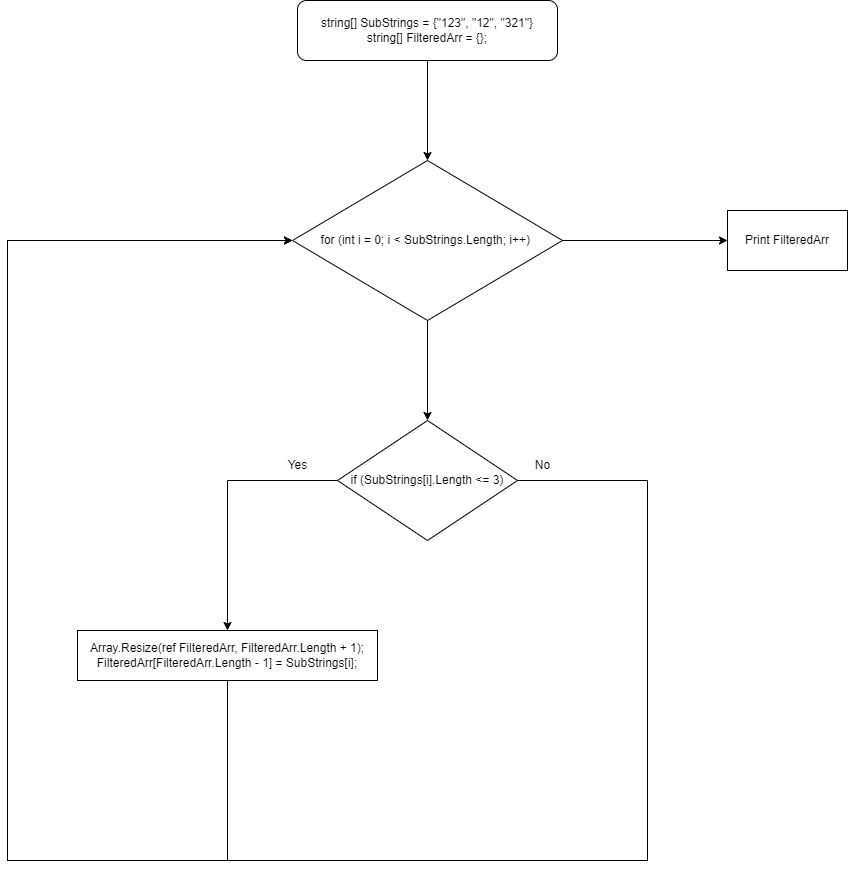 string[] SubStrings = {"123", "12", "321"}
string[] FilteredArr = {};
for (int i = 0; i < SubStrings.Length; i++)
Print FilteredArr
Yes
No
if (SubStrings[i].Length <= 3)
Array.Resize(ref FilteredArr, FilteredArr.Length + 1);
FilteredArr[FilteredArr.Length - 1] = SubStrings[i];